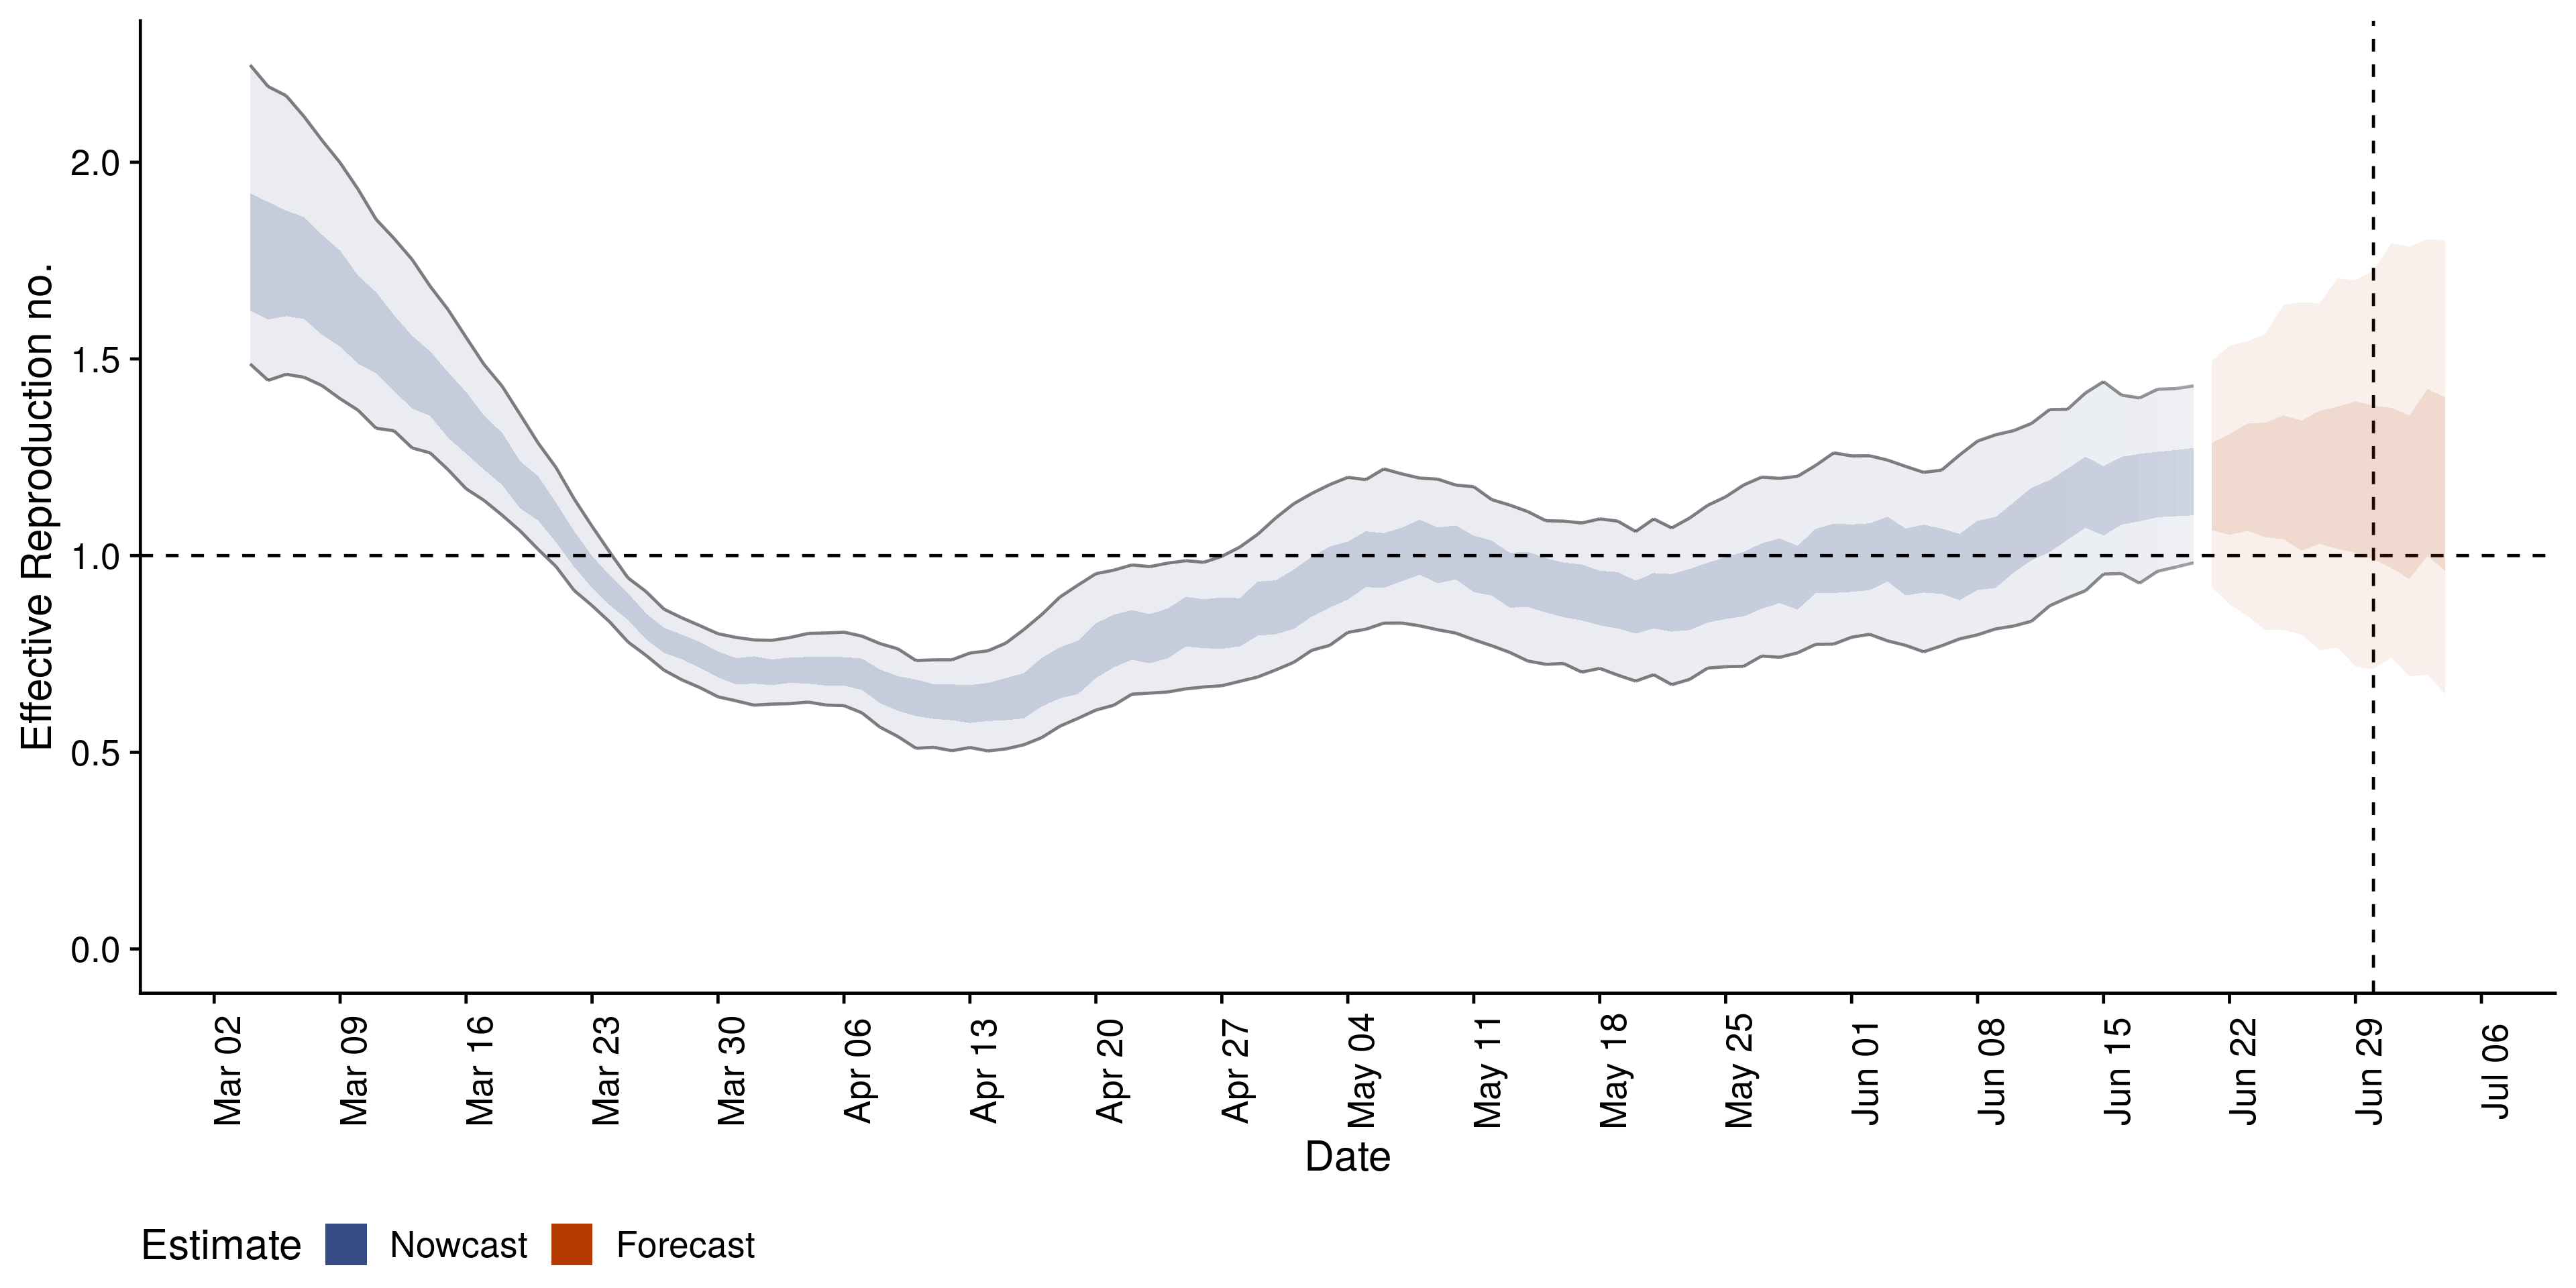 Effective Reproduction no.
2.0
1.5
1.0
0.5
0.0
Mar 02
Mar 09
Mar 16
Mar 23
Mar 30
Apr 06
Apr 13
Apr 20
Apr 27
May 04
May 11
May 18
May 25
Jun 01
Jun 08
Jun 15
Jun 22
Jun 29
Jul 06
Date
Estimate Nowcast Forecast